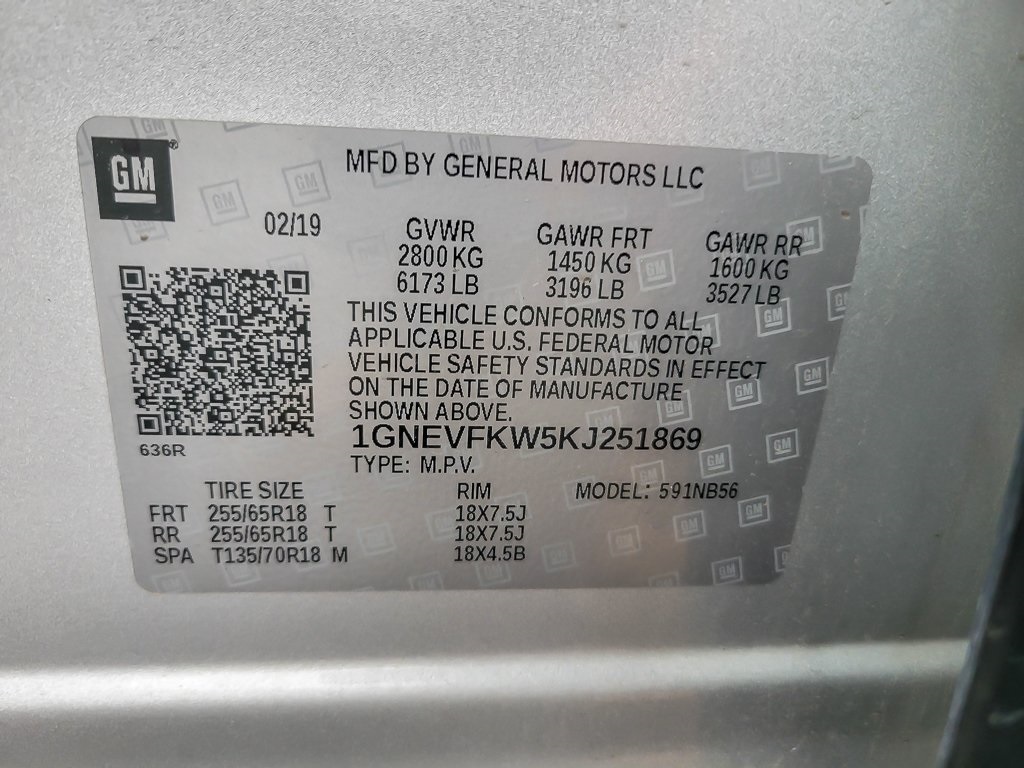 GM
MFD BY GENERAL MOTORS LLC
02/19
GVWR GAWR FRT GAWR RR
2800 KG 1450 KG 1600 KG
6173 LB 3196 LB 3527 LB
THIS VEHICLE CONFORMS TO ALL
APPLICABLE U.S. FEDERAL MOTOR
VEHICLE SAFETY STANDARDS IN EFFECT
ON THE DATE OF MANUFACTURE
SHOWN ABOVE.
636R
1GNEVFKW5KJ251869
TYPE: M.P.V.
TIRE SIZE RIM MODEL: 591NB56
FRT 255/65R18 T 18X7.5J
RR 255/65R18 T 18X7.5J
SPA T135/70R18 M 18X4.5B